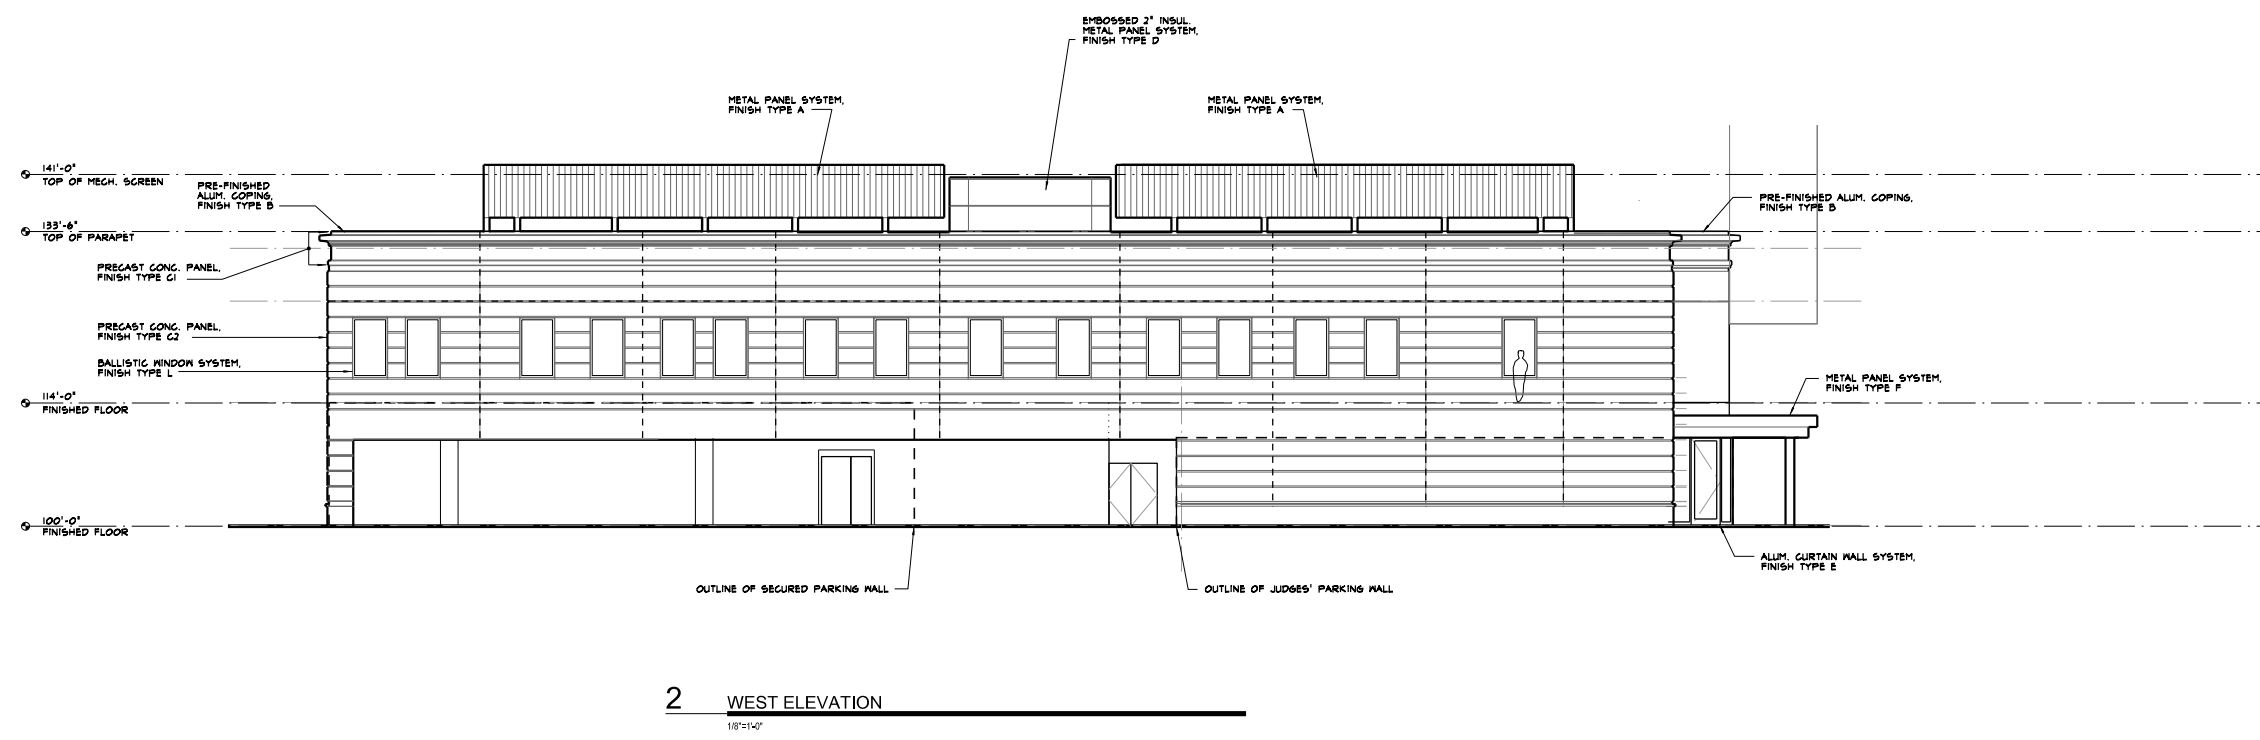 EMBOSSED 2" INSUL.
METAL PANEL SYSTEM,
FINISH TYPE D
METAL PANEL SYSTEM,
FINISH TYPE A
METAL PANEL SYSTEM,
FINISH TYPE A
141'-0"
TOP OF MECH. SCREEN
PRE-FINISHED
ALUM. COPING,
FINISH TYPE B
PRE-FINISHED ALUM. COPING,
FINISH TYPE B
133'-6"
TOP OF PARAPET
PRECAST CONC. PANEL,
FINISH TYPE C1
PRECAST CONC. PANEL,
FINISH TYPE C2
BALLISTIC WINDOW SYSTEM,
FINISH TYPE L
METAL PANEL SYSTEM,
FINISH TYPE F
114'-0"
FINISHED FLOOR
100'-0"
FINISHED FLOOR
ALUM. CURTAIN WALL SYSTEM,
FINISH TYPE E
OUTLINE OF SECURED PARKING WALL
OUTLINE OF JUDGES' PARKING WALL
2 WEST ELEVATION
1/8"=1'-0"